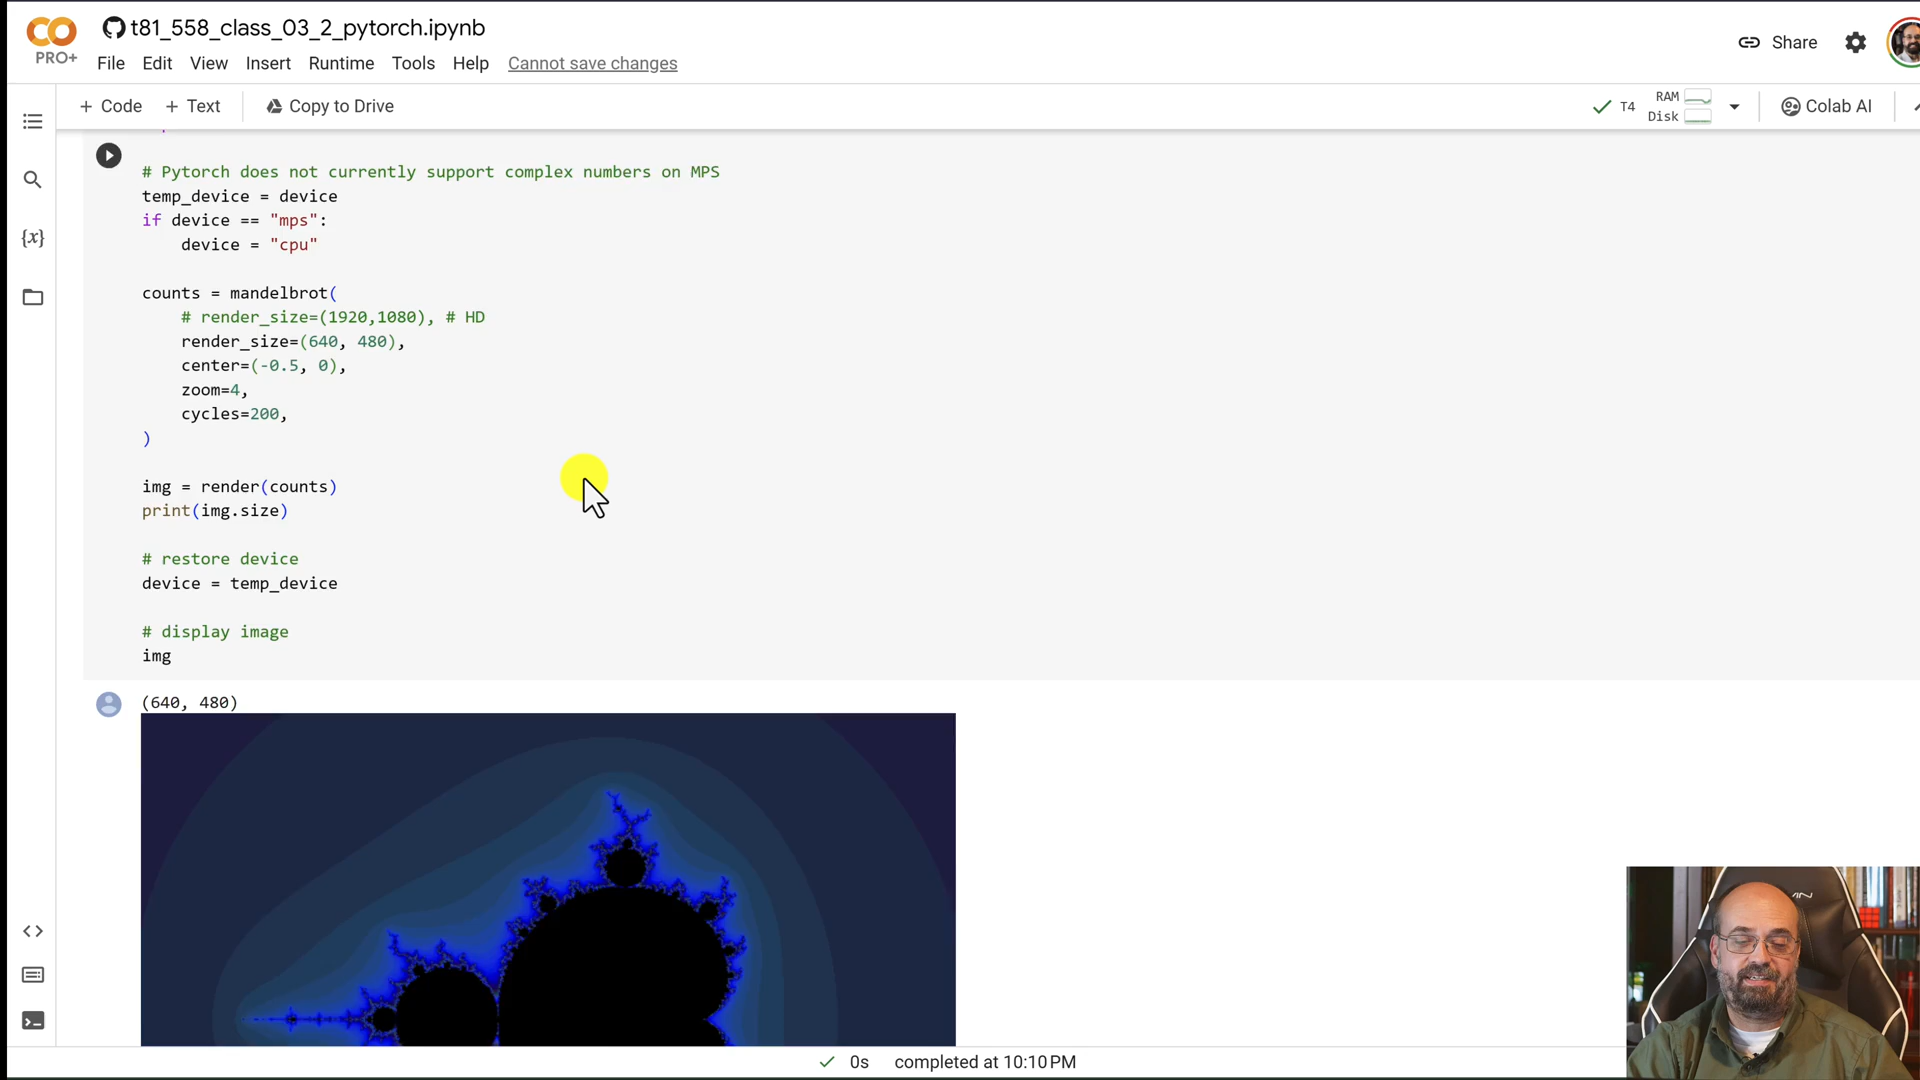 t81_558_class_03_2_pytorch.ipynb
PRO+
File Edit View Insert Runtime Tools Help Cannot save changes
Share
+ Code + Text Copy to Drive
T4 RAM
Disk
Colab AI
# Pytorch does not currently support complex numbers on MPS
temp_device = device
if device == "mps":
device = "cpu"
counts = mandelbrot(
# render_size=(1920,1080), # HD
render_size=(640, 480),
center=(-0.5, 0),
zoom=4,
cycles=200,
)
img = render(counts)
print(img.size)
# restore device
device = temp_device
# display image
img
(640, 480)
0s completed at 10:10 PM